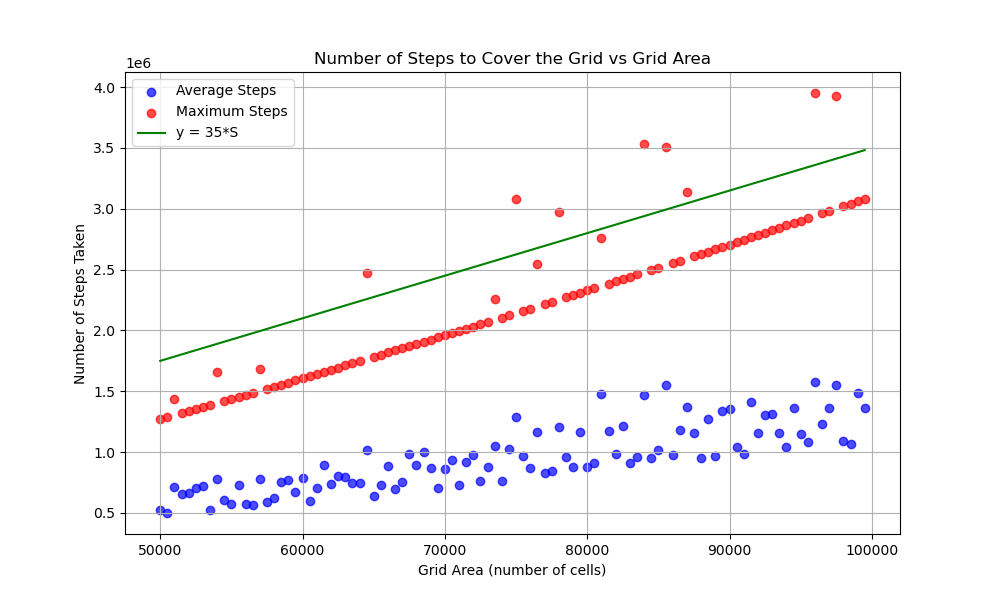 Number of Steps to Cover the Grid vs Grid Area
1e6
Average Steps
Maximum Steps
y = 35*S
4.0
3.5
3.0
2.5
2.0
1.5
1.0
0.5
Number of Steps Taken
50000 60000 70000 80000 90000 100000
Grid Area (number of cells)